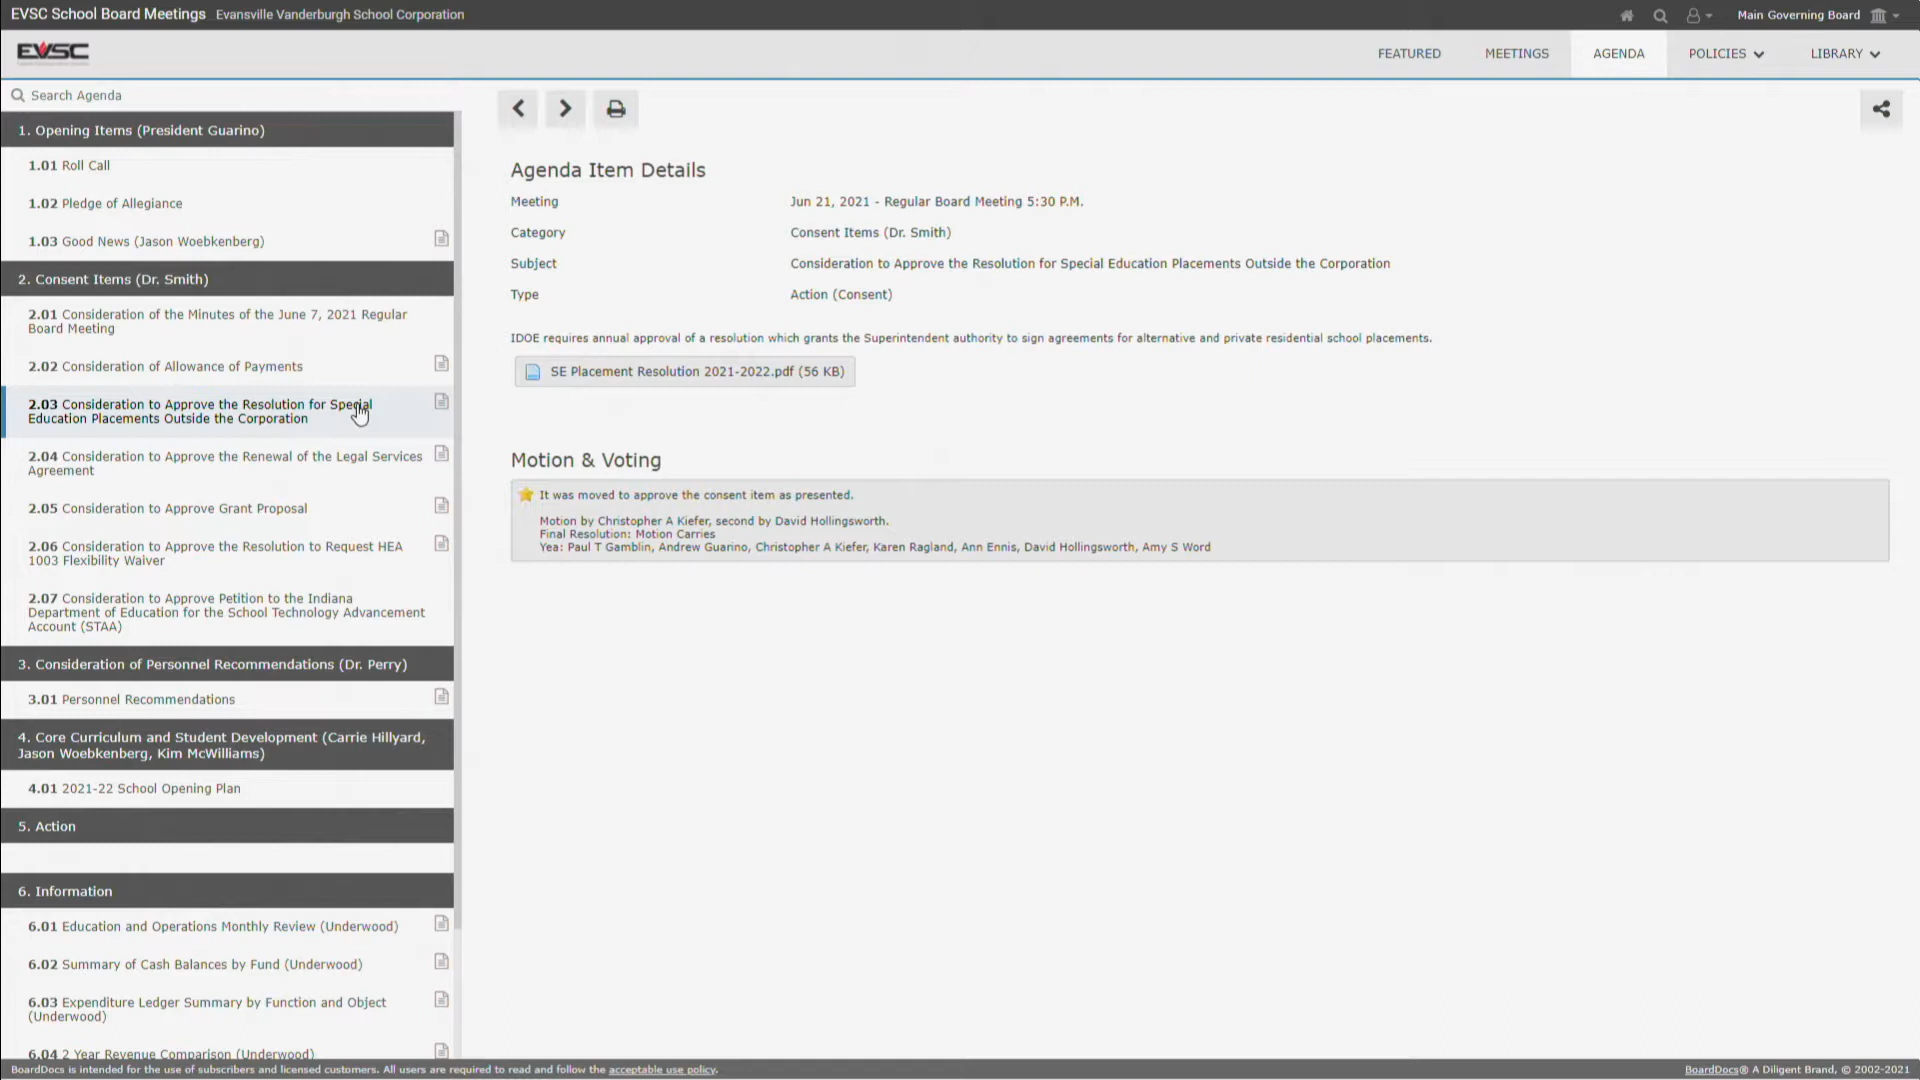 EVSC School Board Meetings Evansville Vanderburgh School Corporation
Main Governing Board
EVSC
FEATURED MEETINGS AGENDA POLICIES LIBRARY
Search Agenda
1. Opening Items (President Guarino)
1.01 Roll Call
1.02 Pledge of Allegiance
1.03 Good News (Jason Woebkenberg)
2. Consent Items (Dr. Smith)
2.01 Consideration of the Minutes of the June 7, 2021 Regular
Board Meeting
2.02 Consideration of Allowance of Payments
2.03 Consideration to Approve the Resolution for Special
Education Placements Outside the Corporation
2.04 Consideration to Approve the Renewal of the Legal Services
Agreement
2.05 Consideration to Approve Grant Proposal
2.06 Consideration to Approve the Resolution to Request HEA
1003 Flexibility Waiver
2.07 Consideration to Approve Petition to the Indiana
Department of Education for the School Technology Advancement
Account (STAA)
3. Consideration of Personnel Recommendations (Dr. Perry)
3.01 Personnel Recommendations
4. Core Curriculum and Student Development (Carrie Hillyard,
Jason Woebkenberg, Kim McWilliams)
4.01 2021-22 School Opening Plan
5. Action
6. Information
6.01 Education and Operations Monthly Review (Underwood)
6.02 Summary of Cash Balances by Fund (Underwood)
6.03 Expenditure Ledger Summary by Function and Object
(Underwood)
6.04 2 Year Revenue Comparison (Underwood)
Agenda Item Details
Meeting Jun 21, 2021 - Regular Board Meeting 5:30 P.M.
Category Consent Items (Dr. Smith)
Subject Consideration to Approve the Resolution for Special Education Placements Outside the Corporation
Type Action (Consent)
IDOE requires annual approval of a resolution which grants the Superintendent authority to sign agreements for alternative and private residential school placements.
SE Placement Resolution 2021-2022.pdf (56 KB)
Motion & Voting
It was moved to approve the consent item as presented.
Motion by Christopher A Kiefer, second by David Hollingsworth.
Final Resolution: Motion Carries
Yea: Paul T Gamblin, Andrew Guarino, Christopher A Kiefer, Karen Ragland, Ann Ennis, David Hollingsworth, Amy S Word
BoardDocs is intended for the use of subscribers and licensed customers. All users are required to read and follow the acceptable use policy.
BoardDocs® A Diligent Brand, © 2002-2021